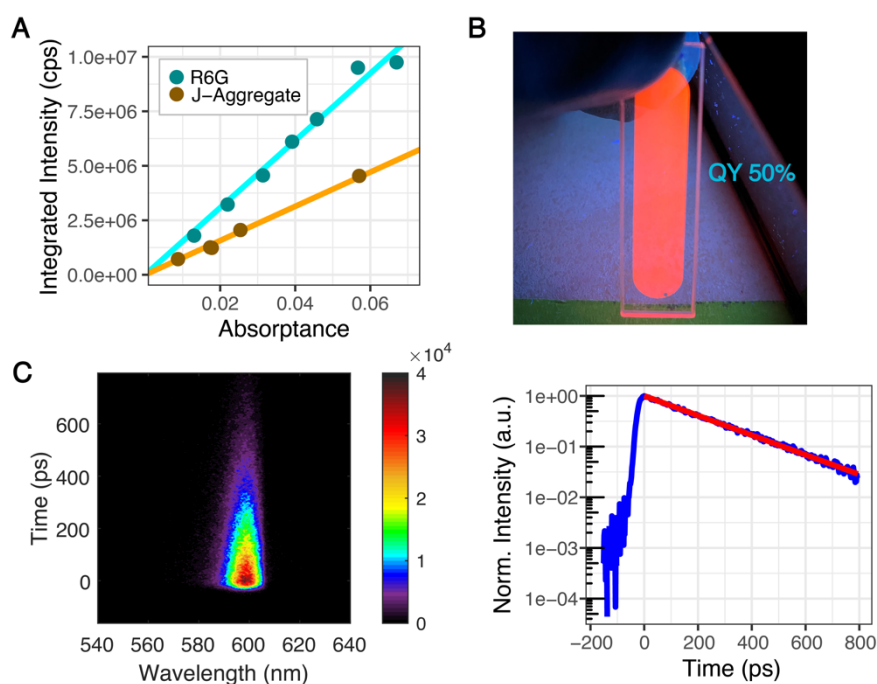 A
Integrated Intensity (cps)
1.0e+07
7.5e+06
5.0e+06
2.5e+06
0.0e+00
R6G
J-Aggregate
0.02
0.04
0.06
Absorptance
B
QY 50%
C
Time (ps)
600
400
200
0
540
560
580
600
620
640
Wavelength (nm)
×10⁴
4
3
2
1
0
Norm. Intensity (a.u.)
1e+00
1e-01
1e-02
1e-03
1e-04
-200
0
200
400
600
800
Time (ps)